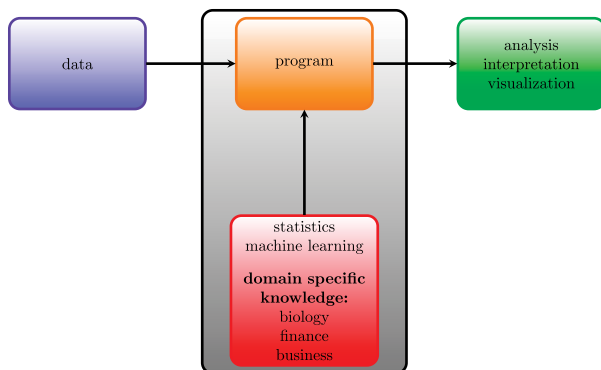 data
program
analysis
interpretation
visualization
statistics
machine learning
domain specific
knowledge:
biology
finance
business